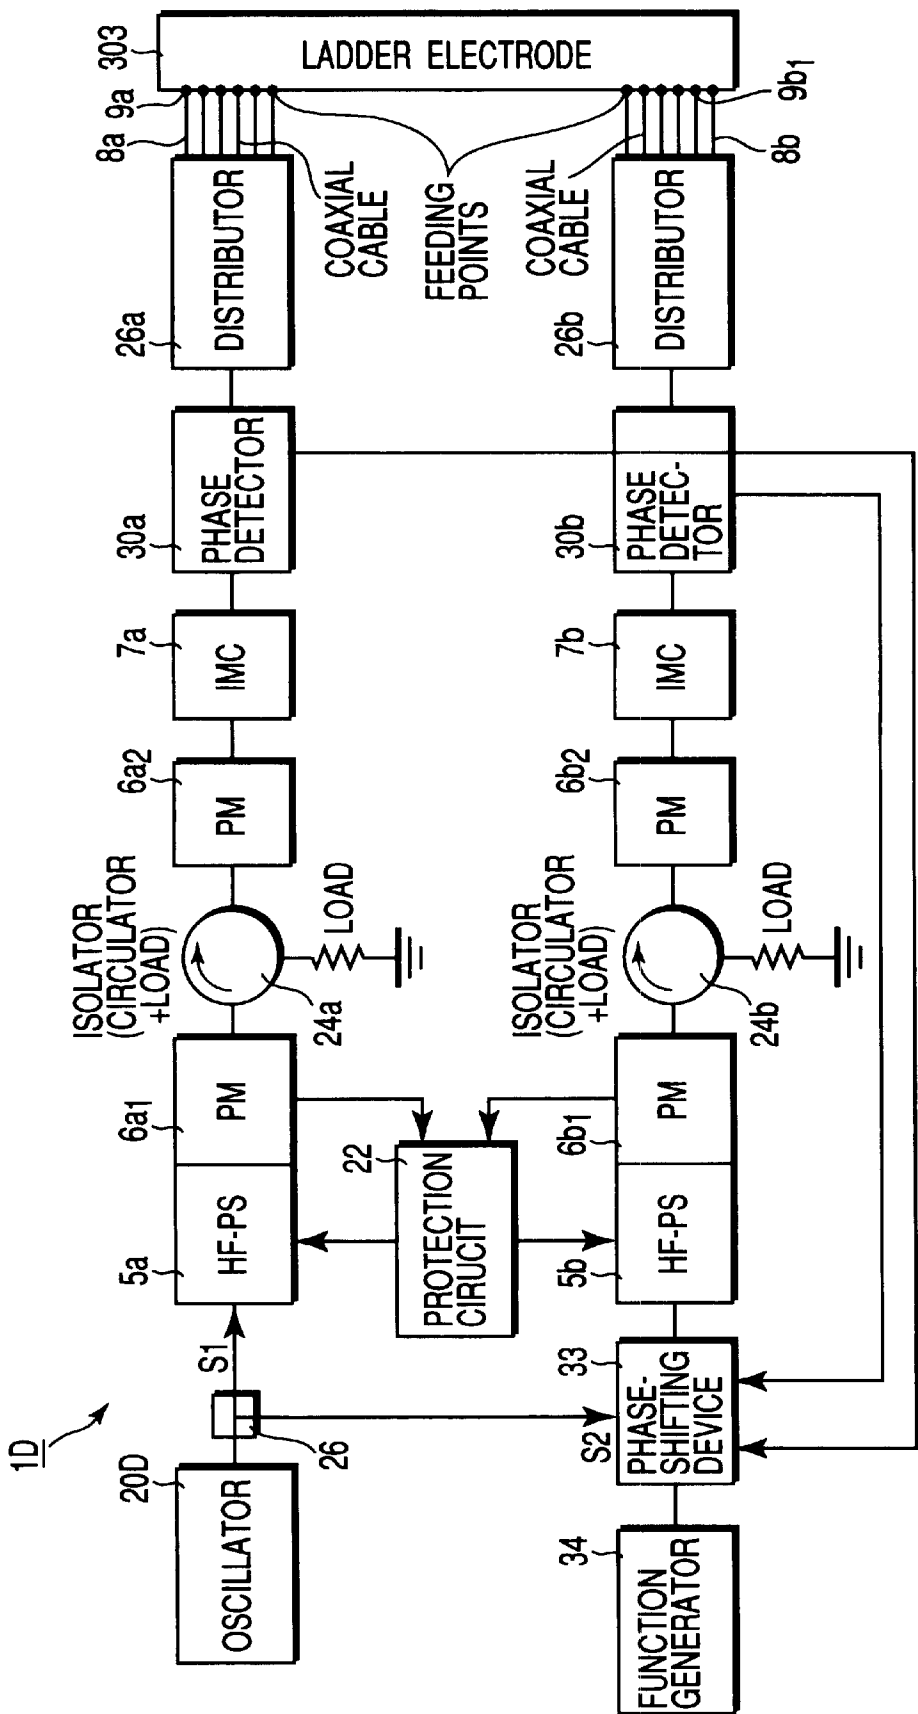 1D
20D
OSCILLATOR
26
S1
5a
HF-PS
6a1
PM
ISOLATOR
(CIRCULATOR
+LOAD)
24a
LOAD
6a2
PM
7a
IMC
30a
PHASE
DETECTOR
26a
DISTRIBUTOR
8a
9a
COAXIAL
CABLE
303
LADDER ELECTRODE
22
PROTECTION
CIRUCIT
FEEDING
POINTS
34
FUNCTION
GENERATOR
S2
33
PHASE-
SHIFTING
DEVICE
5b
HF-PS
6b1
PM
ISOLATOR
(CIRCULATOR
+LOAD)
24b
LOAD
6b2
PM
7b
IMC
30b
PHASE
DETEC-
TOR
26b
DISTRIBUTOR
COAXIAL
CABLE
8b
9b1